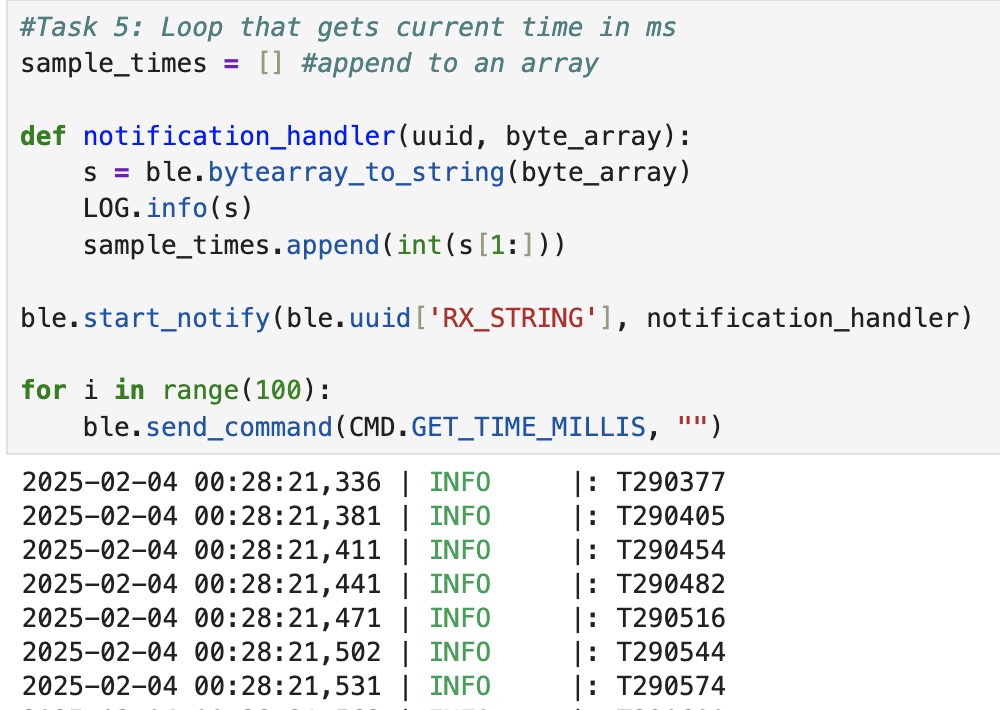 #Task 5: Loop that gets current time in ms
sample_times = [] #append to an array
def notification_handler(uuid, byte_array):
    s = ble.bytearray_to_string(byte_array)
    LOG.info(s)
    sample_times.append(int(s[1:]))
ble.start_notify(ble.uuid['RX_STRING'], notification_handler)
for i in range(100):
    ble.send_command(CMD.GET_TIME_MILLIS, "")
2025-02-04 00:28:21,336 | INFO     |: T290377
2025-02-04 00:28:21,381 | INFO     |: T290405
2025-02-04 00:28:21,411 | INFO     |: T290454
2025-02-04 00:28:21,441 | INFO     |: T290482
2025-02-04 00:28:21,471 | INFO     |: T290516
2025-02-04 00:28:21,502 | INFO     |: T290544
2025-02-04 00:28:21,531 | INFO     |: T290574